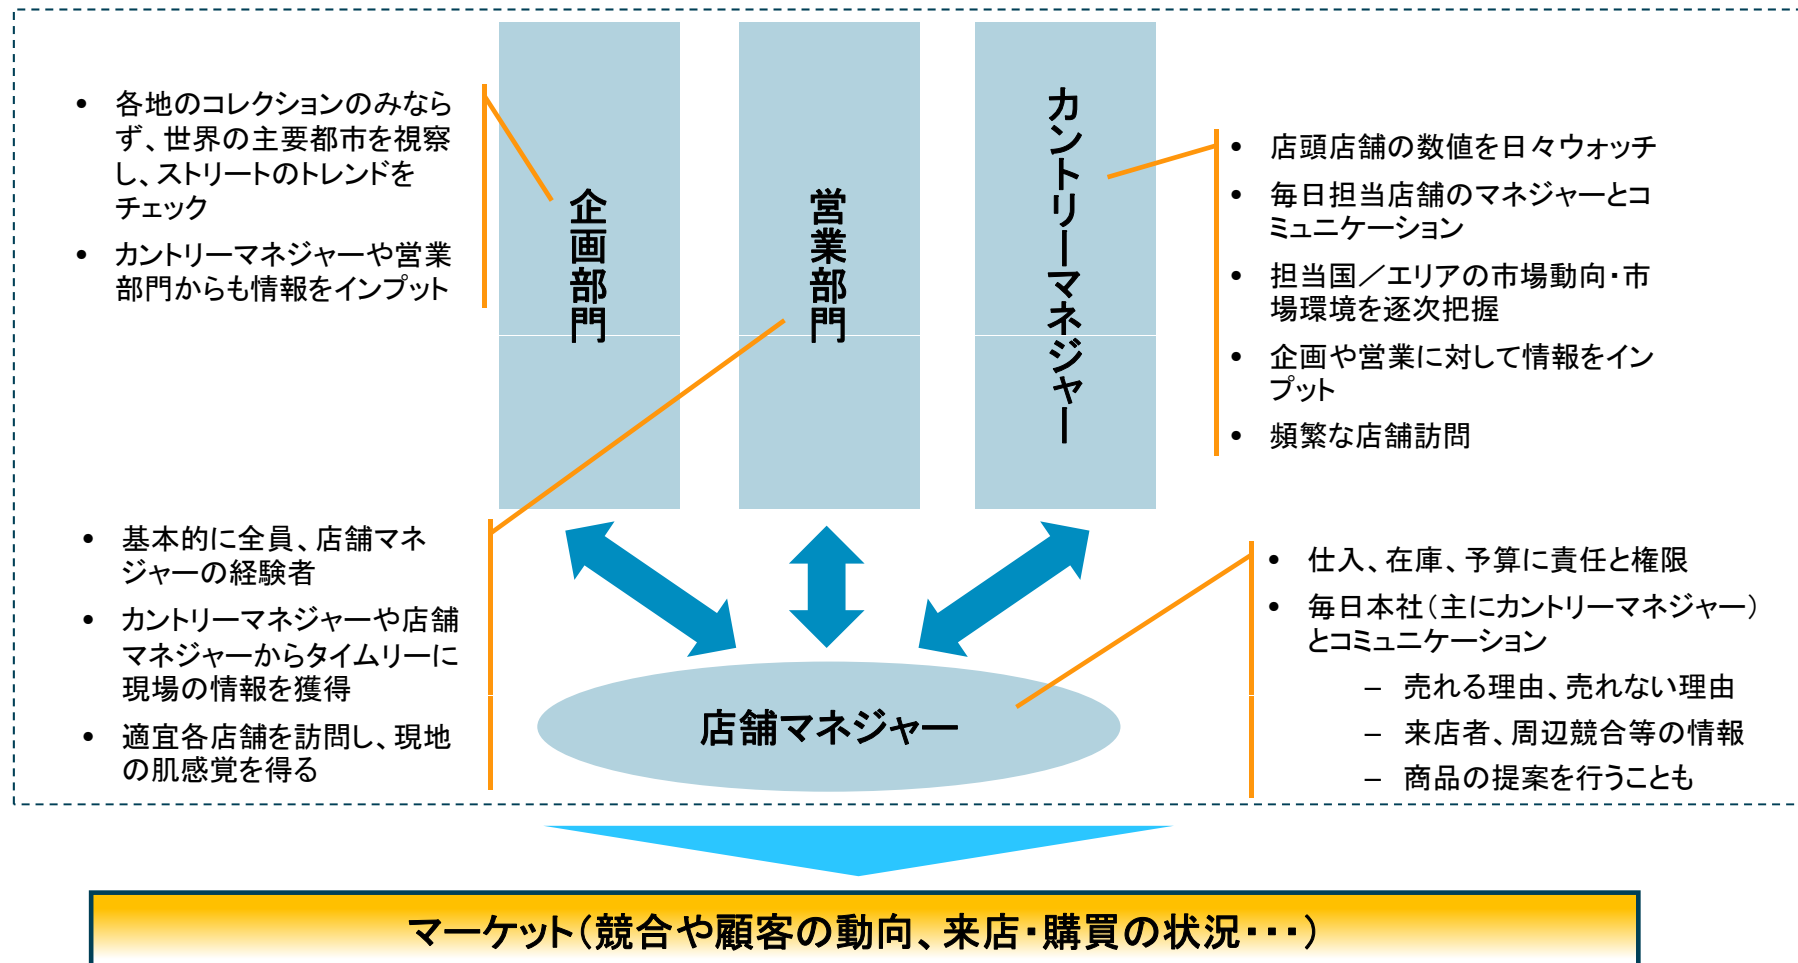 • 各地のコレクションのみなら
ず、世界の主要都市を視察
し、ストリートのトレンドを
チェック
• カントリーマネジャーや営業
部門からも情報をインプット
企画部門
営業部門
カントリーマネジャー
• 店頭店舗の数値を日々ウォッチ
• 毎日担当店舗のマネジャーとコ
ミュニケーション
• 担当国／エリアの市場動向・市
場環境を逐次把握
• 企画や営業に対して情報をイン
プット
• 頻繁な店舗訪問
• 基本的に全員、店舗マネ
ジャーの経験者
• カントリーマネジャーや店舗
マネジャーからタイムリーに
現場の情報を獲得
• 適宜各店舗を訪問し、現地
の肌感覚を得る
店舗マネジャー
• 仕入、在庫、予算に責任と権限
• 毎日本社（主にカントリーマネジャー）
とコミュニケーション
– 売れる理由、売れない理由
– 来店者、周辺競合等の情報
– 商品の提案を行うことも
マーケット（競合や顧客の動向、来店・購買の状況・・・）